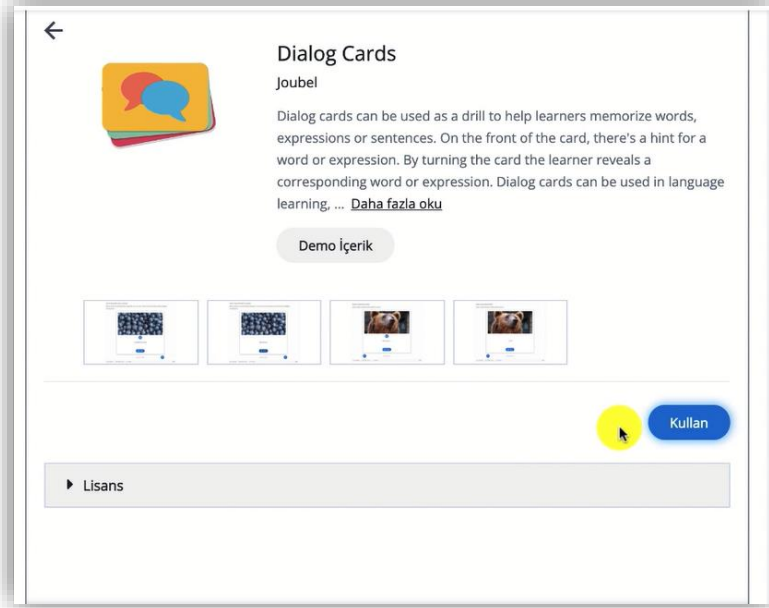 Dialog Cards
Joubel
Dialog cards can be used as a drill to help learners memorize words,
expressions or sentences. On the front of the card, there's a hint for a
word or expression. By turning the card the learner reveals a
corresponding word or expression. Dialog cards can be used in language
learning, ... Daha fazla oku
Demo İçerik
Kullan
Lisans